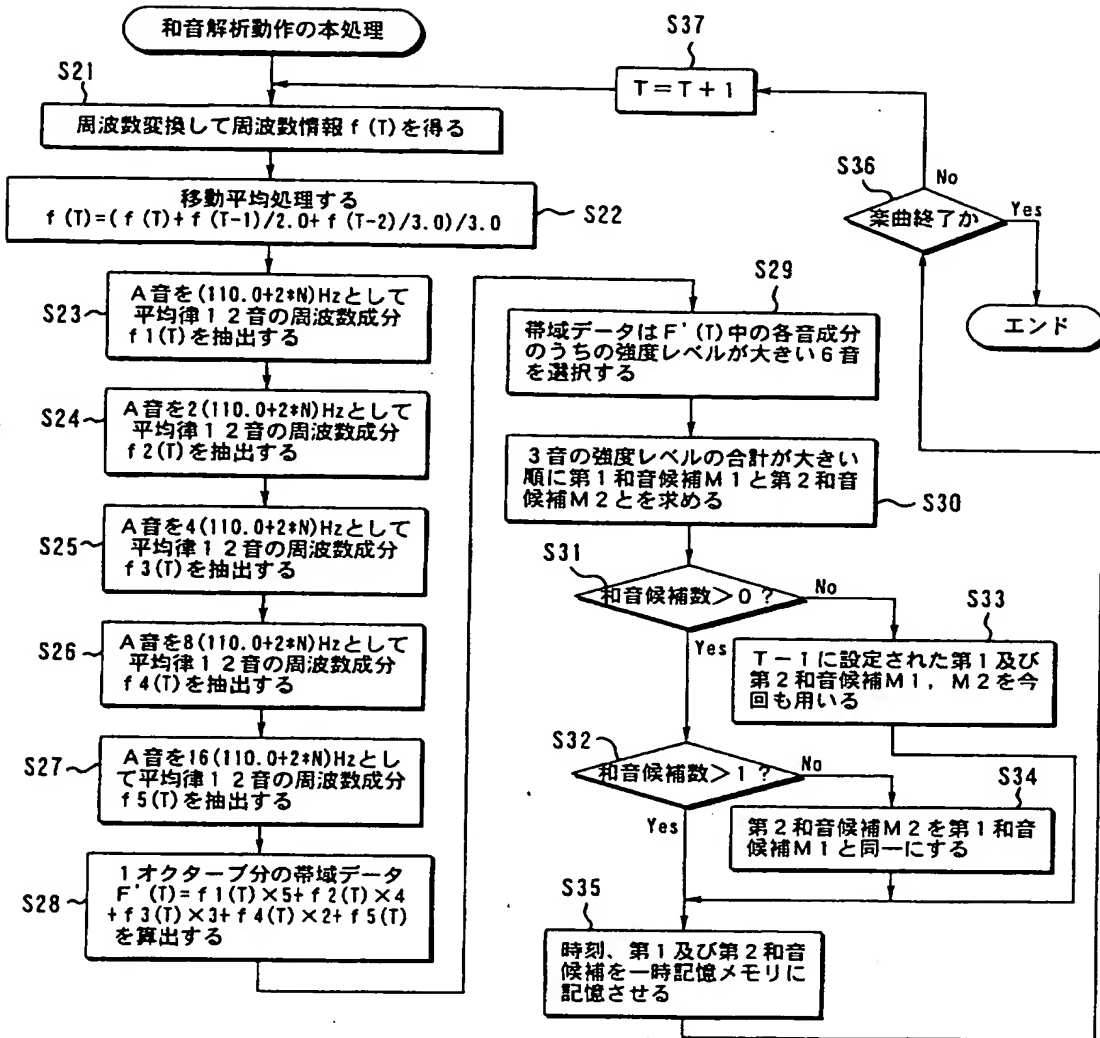 和音解析動作の本処理
S21
周波数変換して周波数情報f(T)を得る
移動平均処理する
f(T)=(f(T)+f(T-1)/2.0+f(T-2)/3.0)/3.0
S22
S23
A音を(110.0+2*N)Hzとして
平均律12音の周波数成分
f1(T)を抽出する
S24
A音を2(110.0+2*N)Hzとして
平均律12音の周波数成分
f2(T)を抽出する
S25
A音を4(110.0+2*N)Hzとして
平均律12音の周波数成分
f3(T)を抽出する
S26
A音を8(110.0+2*N)Hzとして
平均律12音の周波数成分
f4(T)を抽出する
S27
A音を16(110.0+2*N)Hzとし
て平均律12音の周波数成分
f5(T)を抽出する
S28
1オクターブ分の帯域データ
F'(T)=f1(T)×5+f2(T)×4
+f3(T)×3+f4(T)×2+f5(T)
を算出する
S29
帯域データはF'(T)中の各音成分
のうちの強度レベルが大きい6音
を選択する
3音の強度レベルの合計が大きい
順に第1和音候補M1と第2和音
候補M2とを求める
S30
S31
和音候補数>0?
No
Yes
S33
T-1に設定された第1及び
第2和音候補M1,M2を今
回も用いる
S32
和音候補数>1?
No
Yes
S34
第2和音候補M2を第1和音
候補M1と同一にする
S35
時刻、第1及び第2和音
候補を一時記憶メモリに
記憶させる
S36
楽曲終了か
No
Yes
エンド
S37
T=T+1